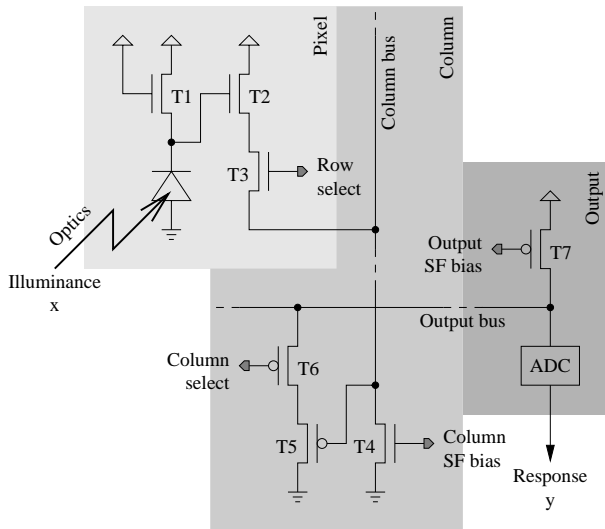 Pixel
Column bus
Column
T1
T2
T3
Row
select
Optics
Illuminance
x
Output
Output
SF bias
T7
Output bus
ADC
Column
select
T6
T5
T4
Column
SF bias
Response
y